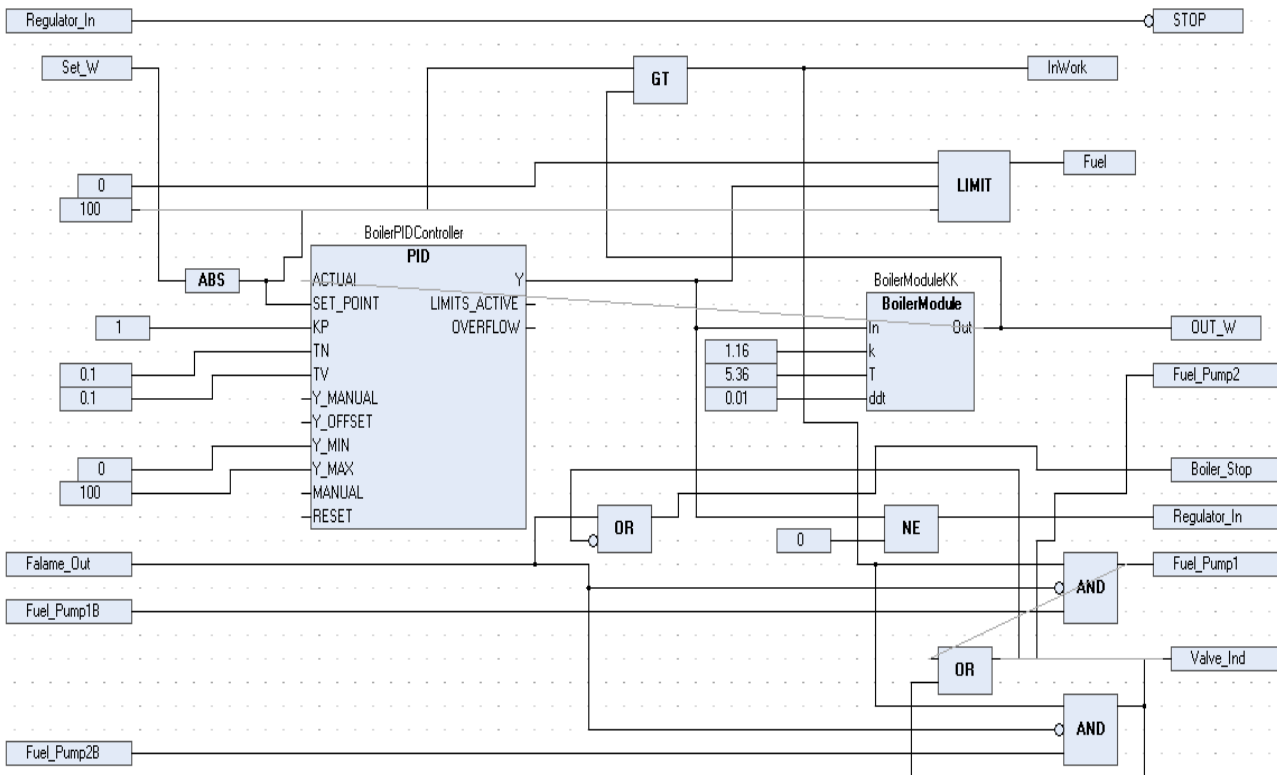 Regulator_In
STOP
Set_W
GT
InWork
0
100
LIMIT
Fuel
BoilerPIDController
PID
ABS
ACTUAL
SET_POINT
KP
TN
TV
Y_MANUAL
Y_OFFSET
Y_MIN
Y_MAX
MANUAL
RESET
Y
LIMITS_ACTIVE
OVERFLOW
1
0.1
0.1
0
100
BoilerModuleKK
BoilerModule
In
k
T
ddt
Out
1.16
5.36
0.01
OUT_W
Fuel_Pump2
Boiler_Stop
OR
0
NE
Regulator_In
Falame_Out
AND
Fuel_Pump1
Fuel_Pump1B
OR
Valve_Ind
AND
Fuel_Pump2B